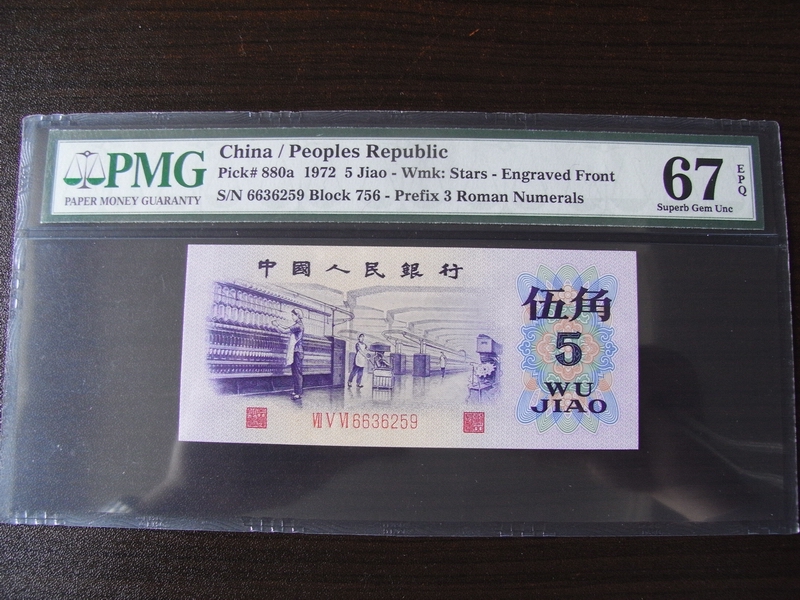 PMG
PAPER MONEY GUARANTY
China / Peoples Republic
Pick# 880a 1972 5 Jiao - Wmk: Stars - Engraved Front
S/N 6636259 Block 756 - Prefix 3 Roman Numerals
67
EPQ
Superb Gem Unc
中國人民銀行
伍角
5
WU
JIAO
Ⅶ Ⅴ Ⅵ 6636259